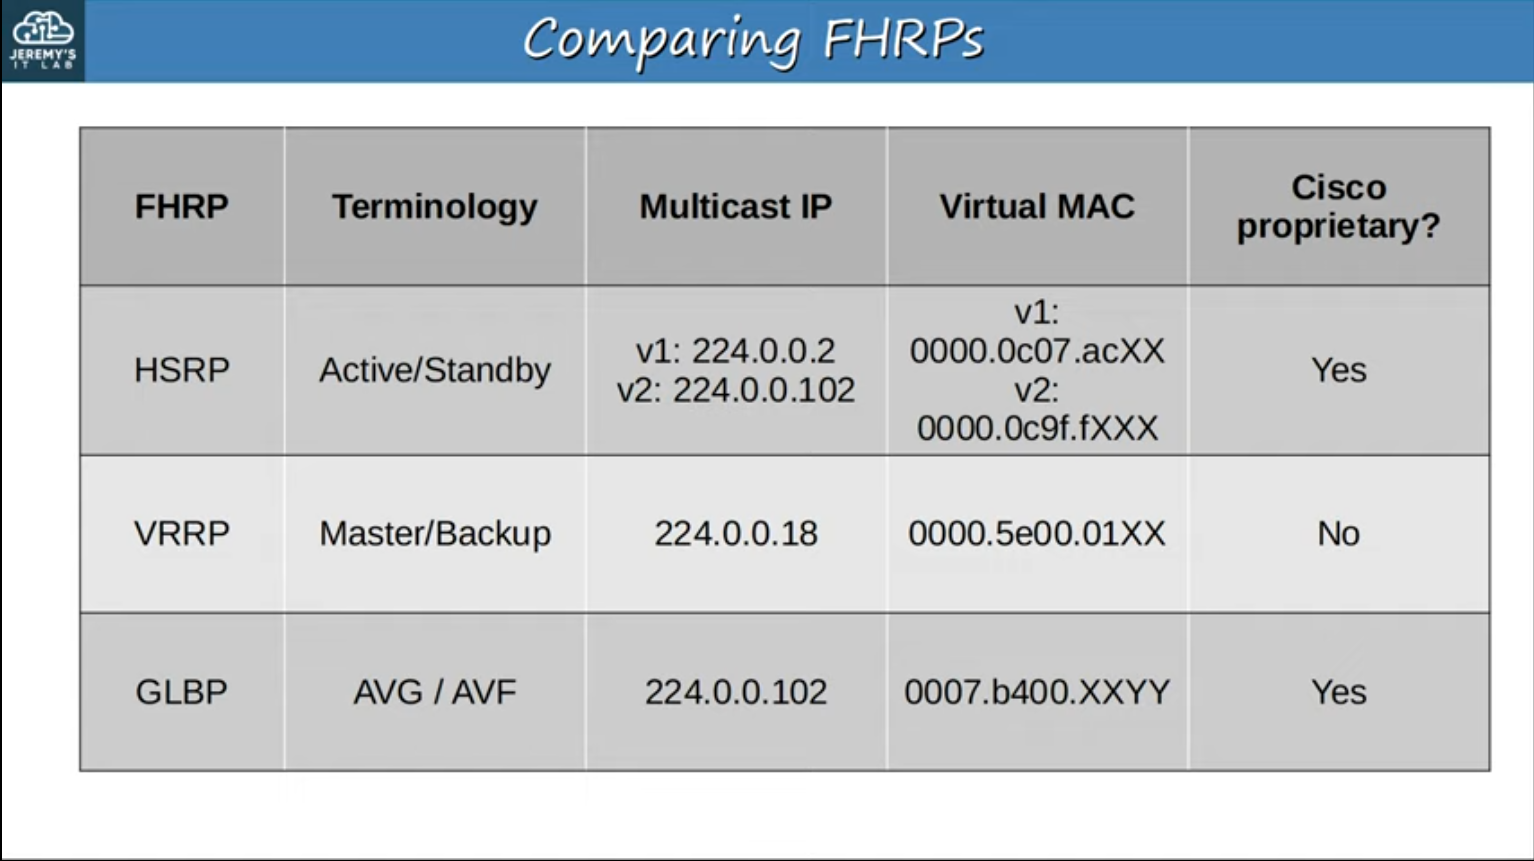 JEREMY'S
IT LAB
Comparing FHRPs
FHRP
Terminology
Multicast IP
Virtual MAC
Cisco
proprietary?
HSRP
Active/Standby
v1: 224.0.0.2
v2: 224.0.0.102
v1:
0000.0c07.acXX
v2:
0000.0c9f.fXXX
Yes
VRRP
Master/Backup
224.0.0.18
0000.5e00.01XX
No
GLBP
AVG / AVF
224.0.0.102
0007.b400.XXYY
Yes